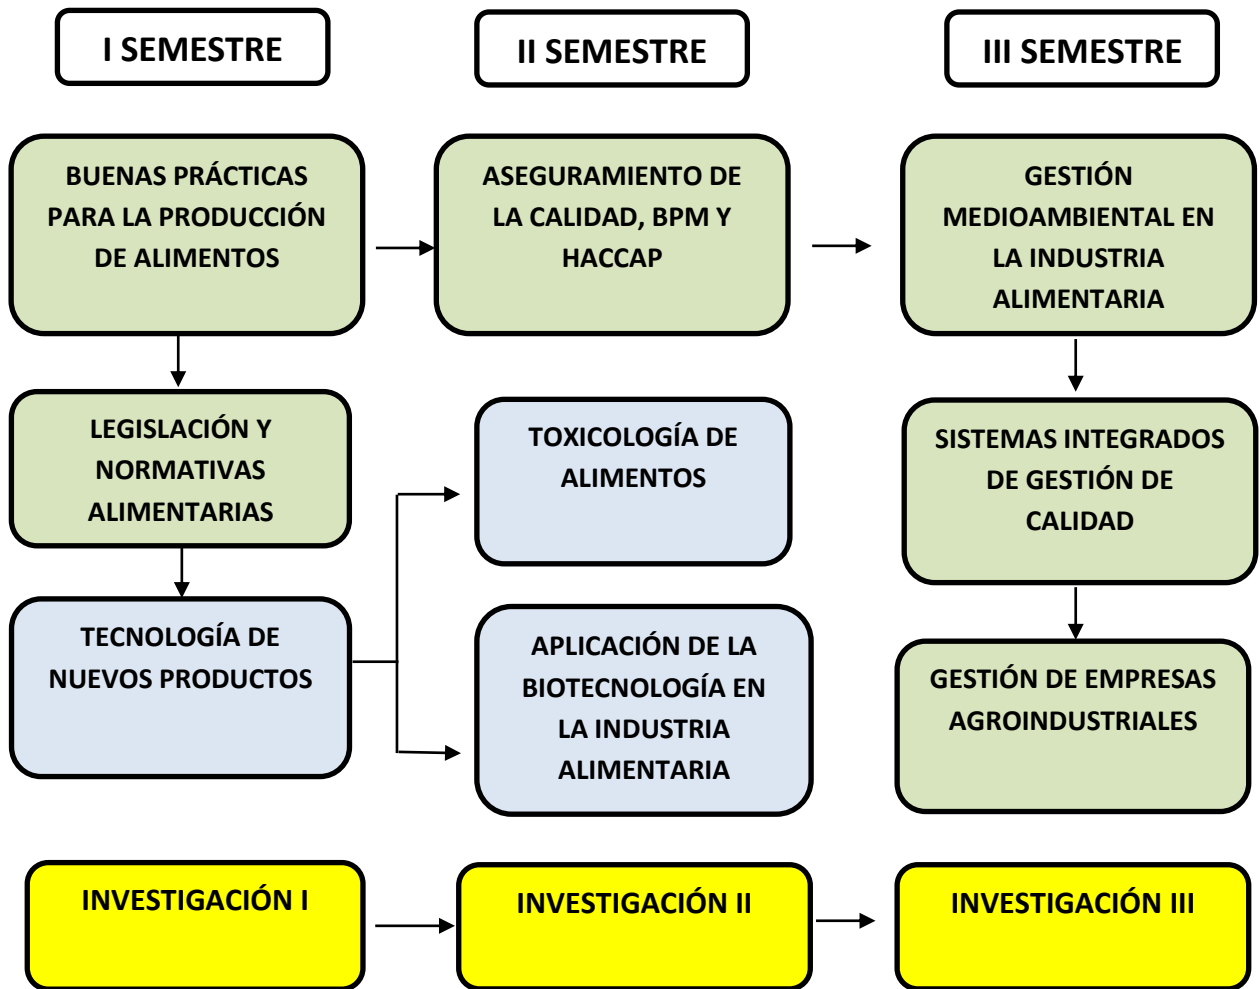 I SEMESTRE
II SEMESTRE
III SEMESTRE
BUENAS PRÁCTICAS
PARA LA PRODUCCIÓN
DE ALIMENTOS
ASEGURAMIENTO DE
LA CALIDAD, BPM Y
HACCAP
GESTIÓN
MEDIOAMBIENTAL EN
LA INDUSTRIA
ALIMENTARIA
LEGISLACIÓN Y
NORMATIVAS
ALIMENTARIAS
TOXICOLOGÍA DE
ALIMENTOS
SISTEMAS INTEGRADOS
DE GESTIÓN DE
CALIDAD
TECNOLOGÍA DE
NUEVOS PRODUCTOS
APLICACIÓN DE LA
BIOTECNOLOGÍA EN
LA INDUSTRIA
ALIMENTARIA
GESTIÓN DE EMPRESAS
AGROINDUSTRIALES
INVESTIGACIÓN I
INVESTIGACIÓN II
INVESTIGACIÓN III